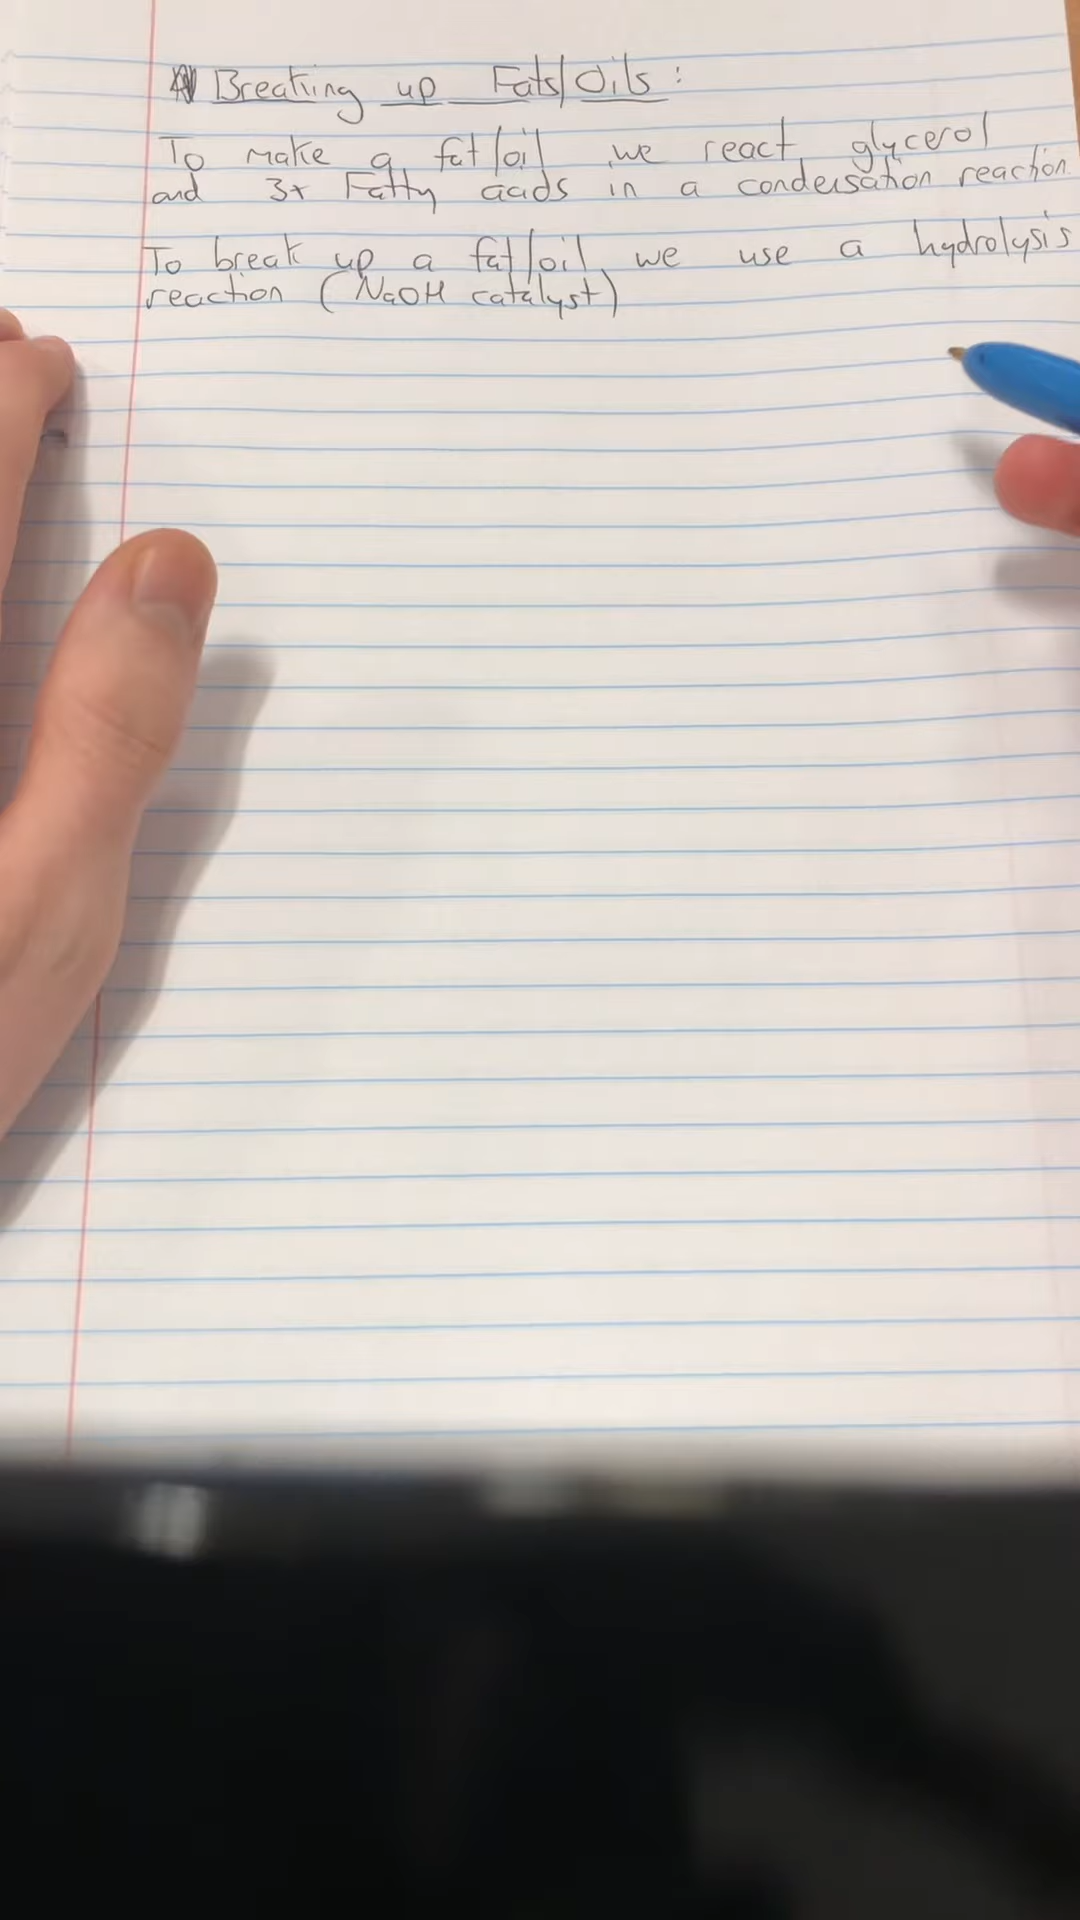 Breaking up Fats/Oils:
To make a fat/oil we react glycerol
and 3x Fatty acids in a condensation reaction.
To break up a fat/oil we use a hydrolysis
reaction (NaOH catalyst)